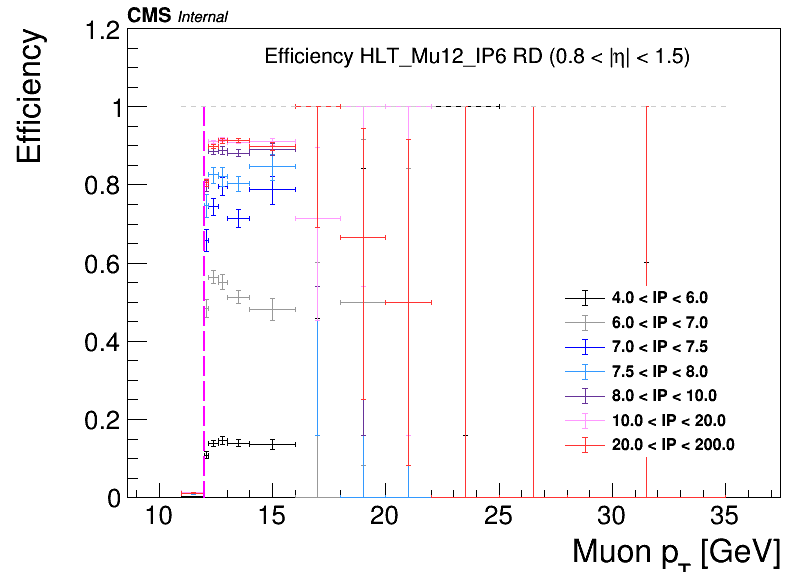 CMS Internal
Efficiency HLT_Mu12_IP6 RD (0.8 < |η| < 1.5)
Efficiency
1.2
1
0.8
0.6
0.4
0.2
0
4.0 < IP < 6.0
6.0 < IP < 7.0
7.0 < IP < 7.5
7.5 < IP < 8.0
8.0 < IP < 10.0
10.0 < IP < 20.0
20.0 < IP < 200.0
10 15 20 25 30 35
Muon p_T [GeV]